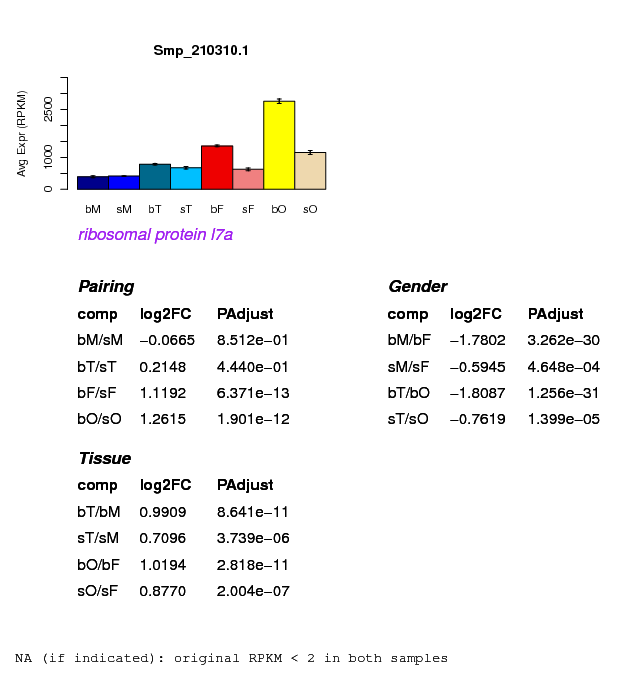 Smp_210310.1
Avg Expr (RPKM)
2500
1000
0
bM sM bT sT bF sF bO sO
ribosomal protein l7a
Pairing
comp log2FC PAdjust
bM/sM −0.0665 8.512e−01
bT/sT 0.2148 4.440e−01
bF/sF 1.1192 6.371e−13
bO/sO 1.2615 1.901e−12
Gender
comp log2FC PAdjust
bM/bF −1.7802 3.262e−30
sM/sF −0.5945 4.648e−04
bT/bO −1.8087 1.256e−31
sT/sO −0.7619 1.399e−05
Tissue
comp log2FC PAdjust
bT/bM 0.9909 8.641e−11
sT/sM 0.7096 3.739e−06
bO/bF 1.0194 2.818e−11
sO/sF 0.8770 2.004e−07
NA (if indicated): original RPKM < 2 in both samples